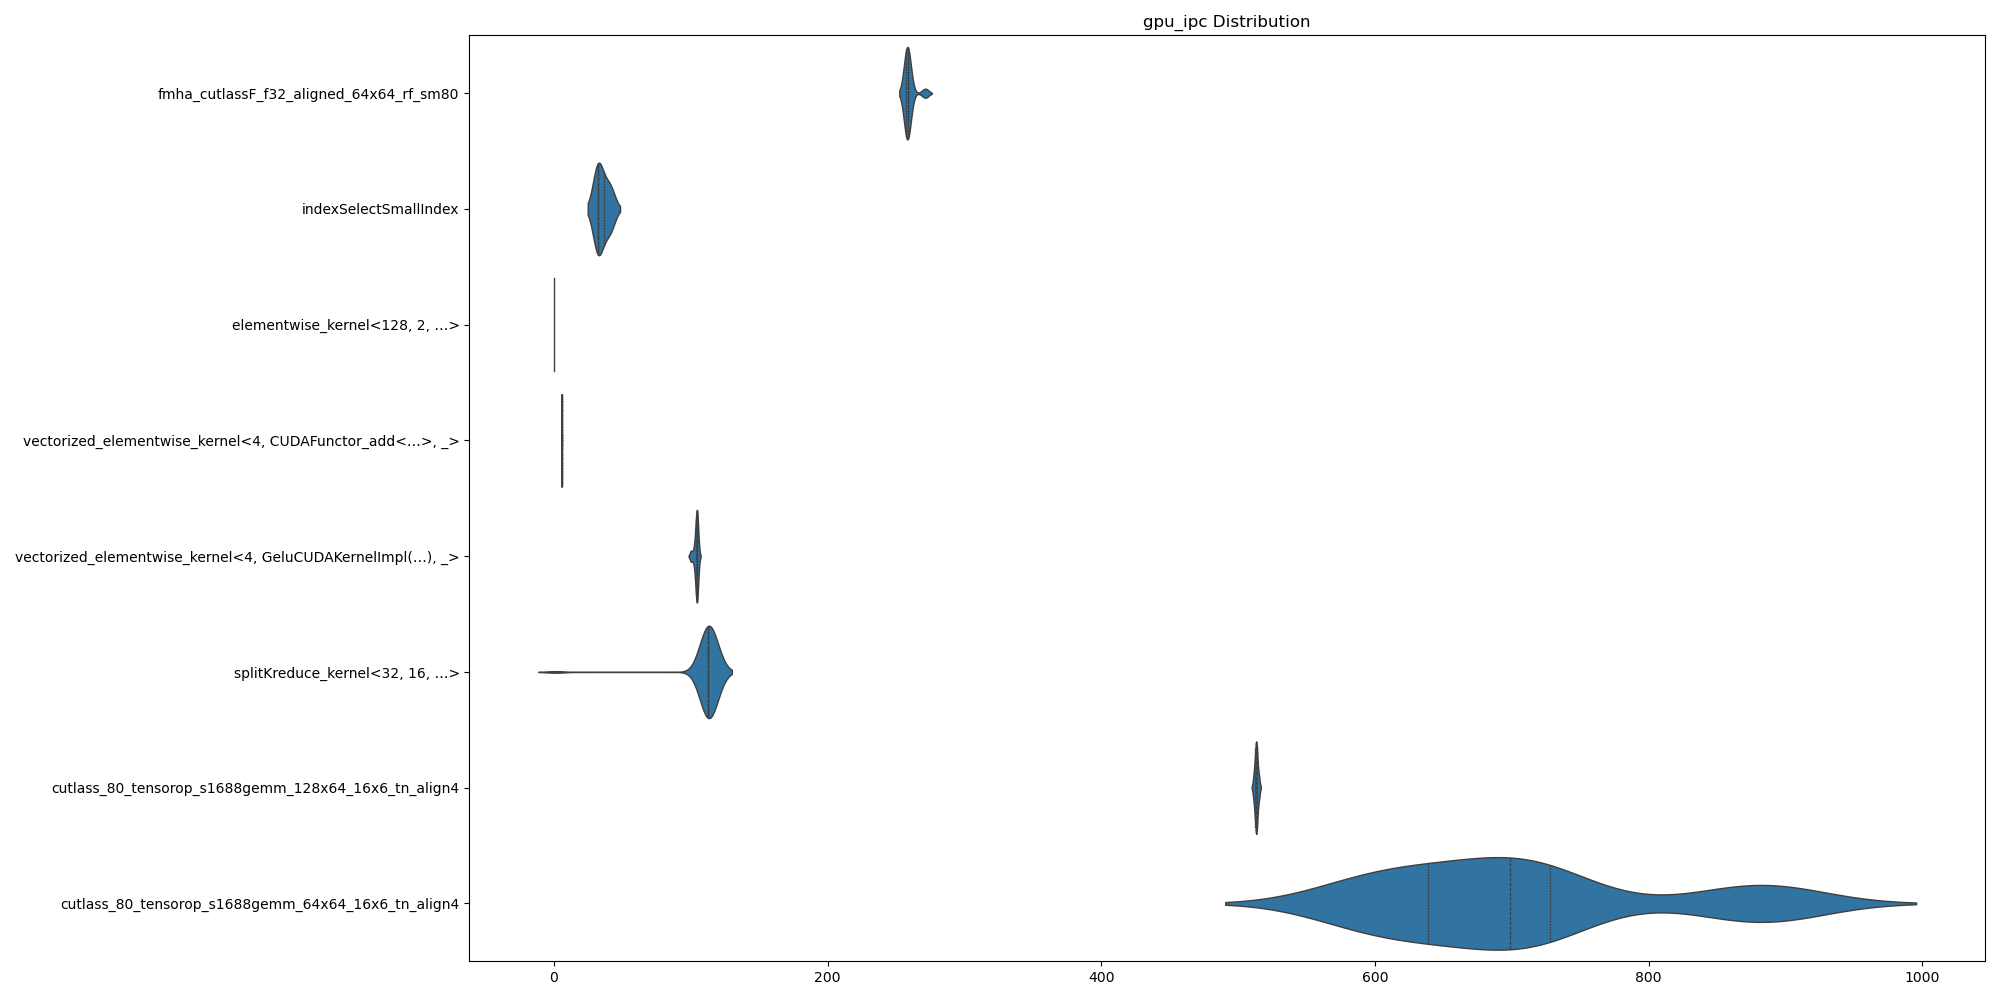 gpu_ipc Distribution
fmha_cutlassF_f32_aligned_64x64_rf_sm80
indexSelectSmallIndex
elementwise_kernel<128, 2, ...>
vectorized_elementwise_kernel<4, CUDAFunctor_add<...>, _>
vectorized_elementwise_kernel<4, GeluCUDAKernelImpl(...), _>
splitKreduce_kernel<32, 16, ...>
cutlass_80_tensorop_s1688gemm_128x64_16x6_tn_align4
cutlass_80_tensorop_s1688gemm_64x64_16x6_tn_align4
0 200 400 600 800 1000